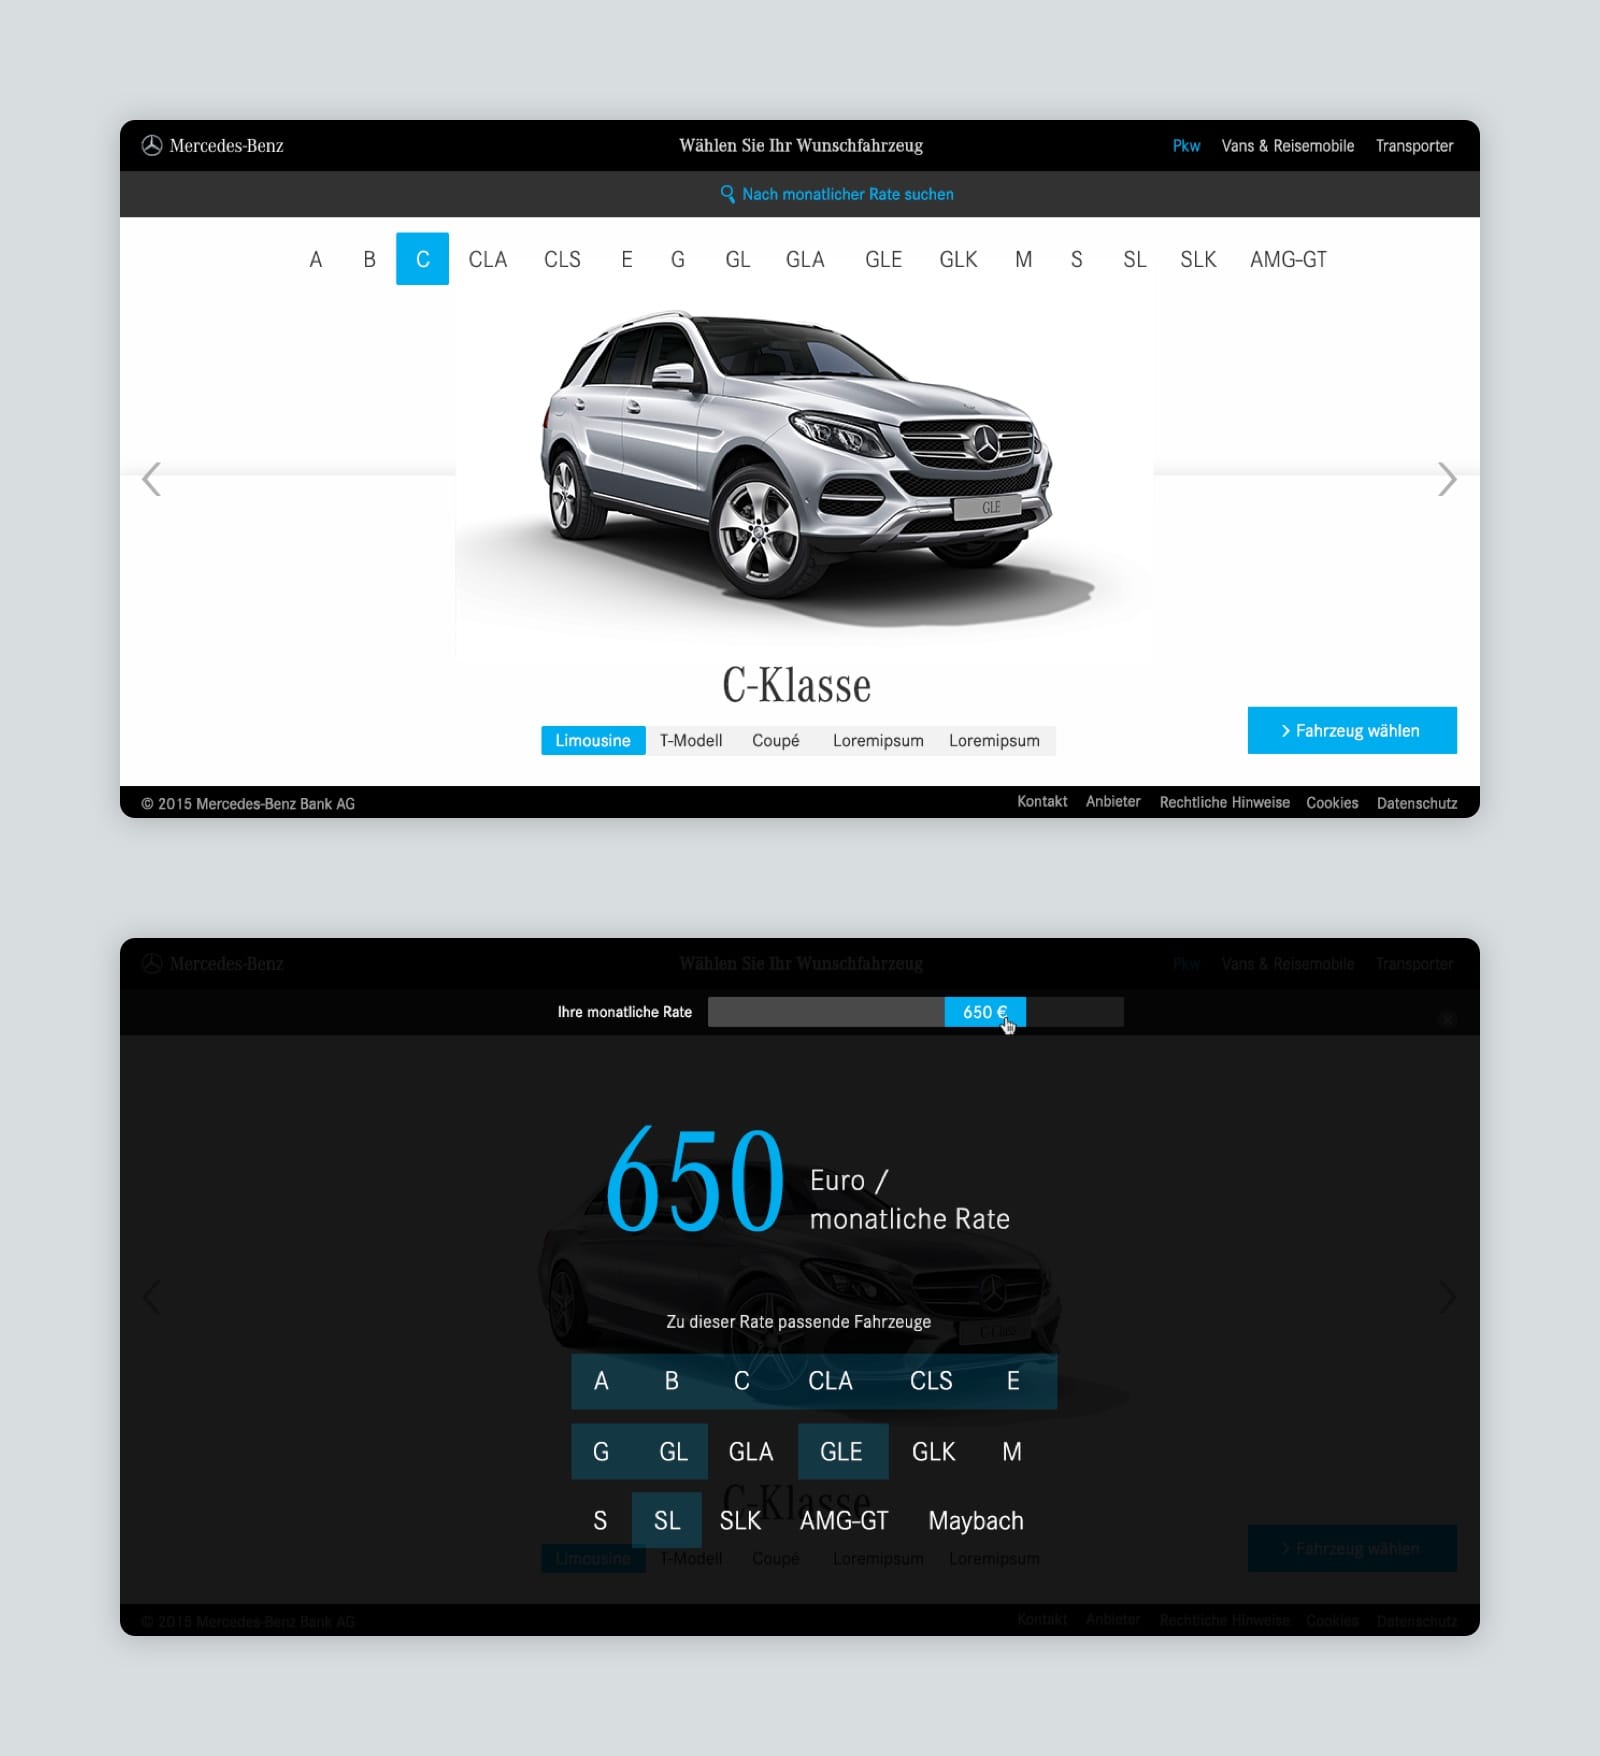 Mercedes-Benz
Wählen Sie Ihr Wunschfahrzeug
Pkw Vans & Reisemobile Transporter
Nach monatlicher Rate suchen
A B C CLA CLS E G GL GLA GLE GLK M S SL SLK AMG-GT
GLE
C-Klasse
Limousine T-Modell Coupé Loremipsum Loremipsum
> Fahrzeug wählen
© 2015 Mercedes-Benz Bank AG
Kontakt Anbieter Rechtliche Hinweise Cookies Datenschutz
Mercedes-Benz
Wählen Sie Ihr Wunschfahrzeug
Pkw Vans & Reisemobile Transporter
Ihre monatliche Rate
650 €
650 Euro /
monatliche Rate
C-Class
Zu dieser Rate passende Fahrzeuge
A B C CLA CLS E
G GL GLA GLE GLK M
C-Klasse
S SL SLK AMG-GT Maybach
Limousine T-Modell Coupé Loremipsum Loremipsum
> Fahrzeug wählen
© 2015 Mercedes-Benz Bank AG
Kontakt Anbieter Rechtliche Hinweise Cookies Datenschutz